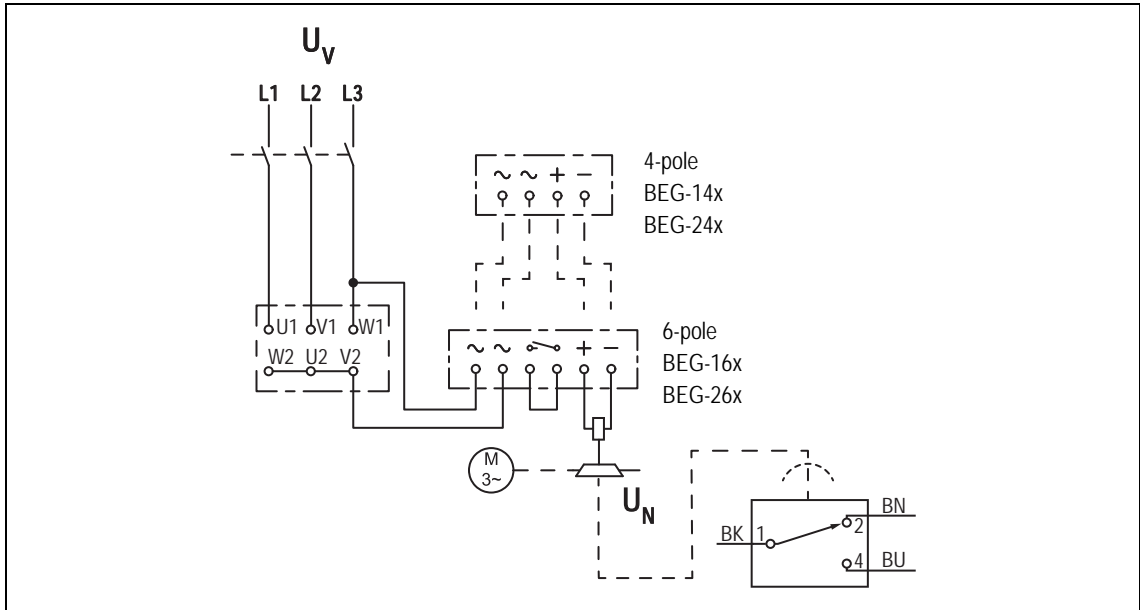 U_V
L1 L2 L3
4-pole
BEG-14x
BEG-24x
∼ ∼ + −
U1 V1 W1
W2 U2 V2
∼ ∼ + −
6-pole
BEG-16x
BEG-26x
M
3~
U_N
BK 1
2 BN
4 BU